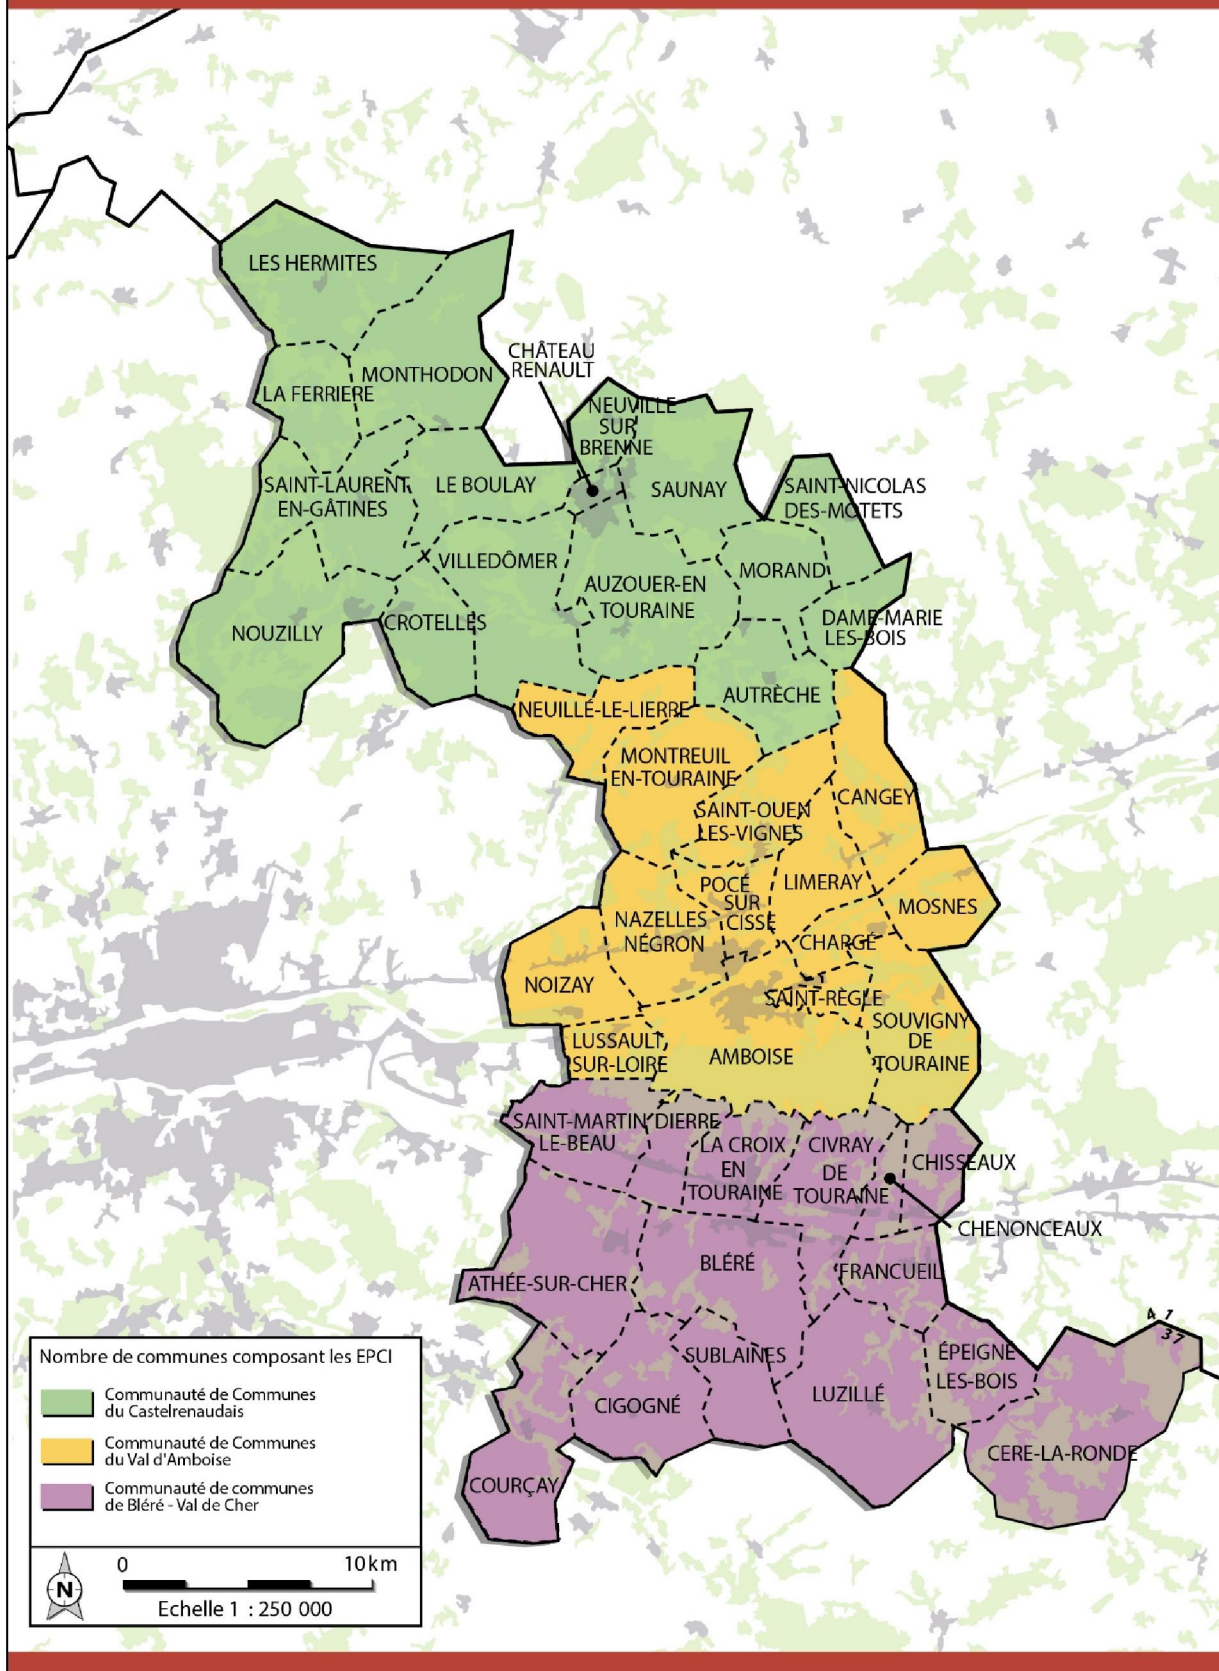 LES HERMITES
CHÂTEAU
RENAULT
MONTHODON
LA FERRIERE
NEUVILLE
SUR
BRENNE
SAINT-LAURENT
EN-GÂTINES
LE BOULAY
SAUNAY
SAINT-NICOLAS
DES-MOTETS
VILLEDÔMER
AUZOUER-EN
TOURAINE
MORAND
NOUZILLY
CROTELLES
DAME-MARIE
LES-BOIS
AUTRÈCHE
NEUILLÉ-LE-LIERRE
MONTREUIL
EN-TOURAINE
CANGEY
SAINT-OUEN
LES-VIGNES
POCÉ
SUR
CISSE
LIMERAY
MOSNES
NAZELLES
NÉGRON
CHARGÉ
NOIZAY
SAINT-RÈGLE
SOUVIGNY
DE
TOURAINE
LUSSAULT
SUR-LOIRE
AMBOISE
SAINT-MARTIN
LE-BEAU
DIERRE
LA CROIX
EN
TOURAINE
CIVRAY
DE
TOURAINE
CHISSEAUX
CHENONCEAUX
BLÉRÉ
FRANCUEIL
ATHÉE-SUR-CHER
41
37
SUBLAINES
ÉPEIGNE
LES-BOIS
LUZILLÉ
CIGOGNÉ
CERE-LA-RONDE
COURÇAY
Nombre de communes composant les EPCI
Communauté de Communes
du Castelrenaudais
Communauté de Communes
du Val d'Amboise
Communauté de communes
de Bléré - Val de Cher
N
0 10 km
Echelle 1 : 250 000